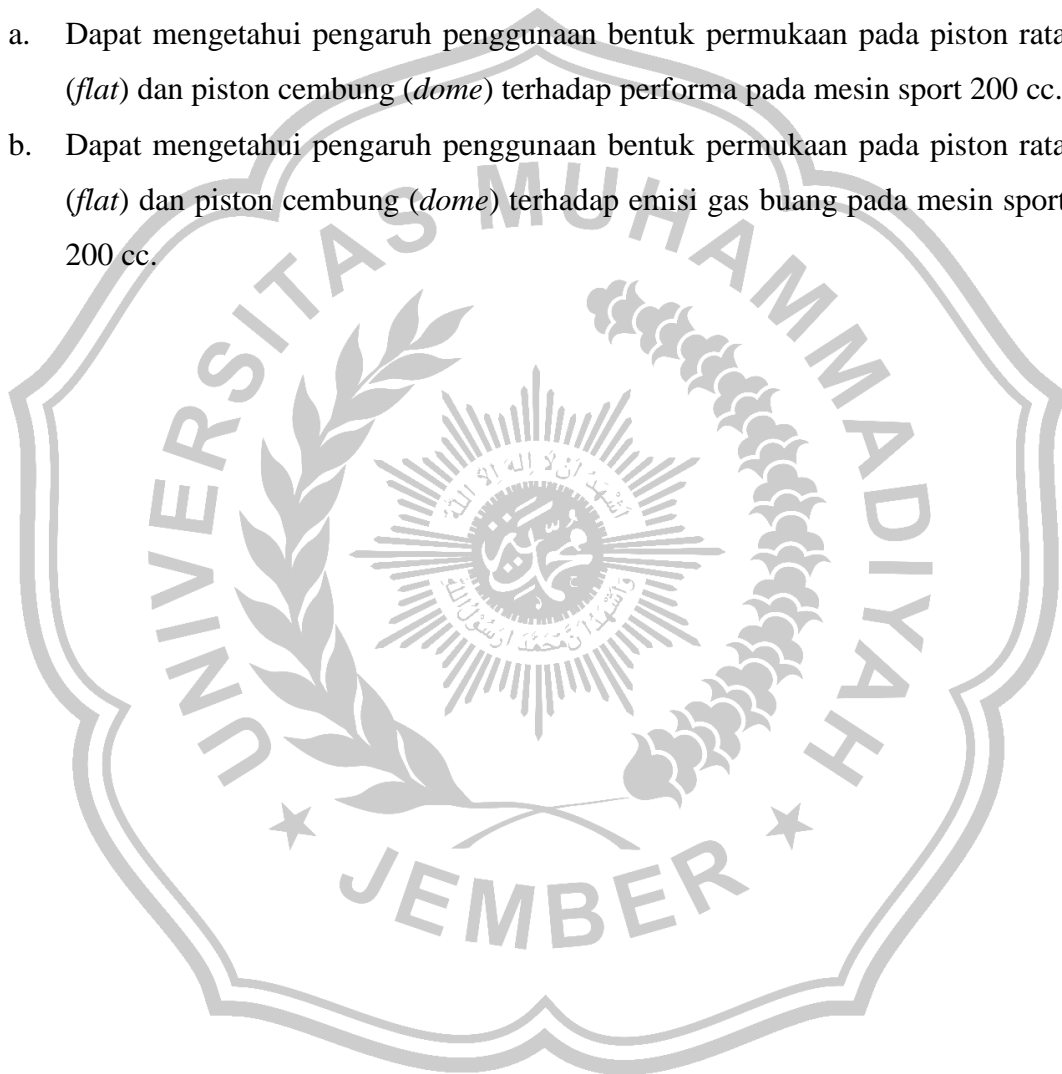 a. Dapat mengetahui pengaruh penggunaan bentuk permukaan pada piston rata
(flat) dan piston cembung (dome) terhadap performa pada mesin sport 200 cc.
b. Dapat mengetahui pengaruh penggunaan bentuk permukaan pada piston rata
(flat) dan piston cembung (dome) terhadap emisi gas buang pada mesin sport
200 cc.
UNIVERSITAS MUHAMMADIYAH
JEMBER